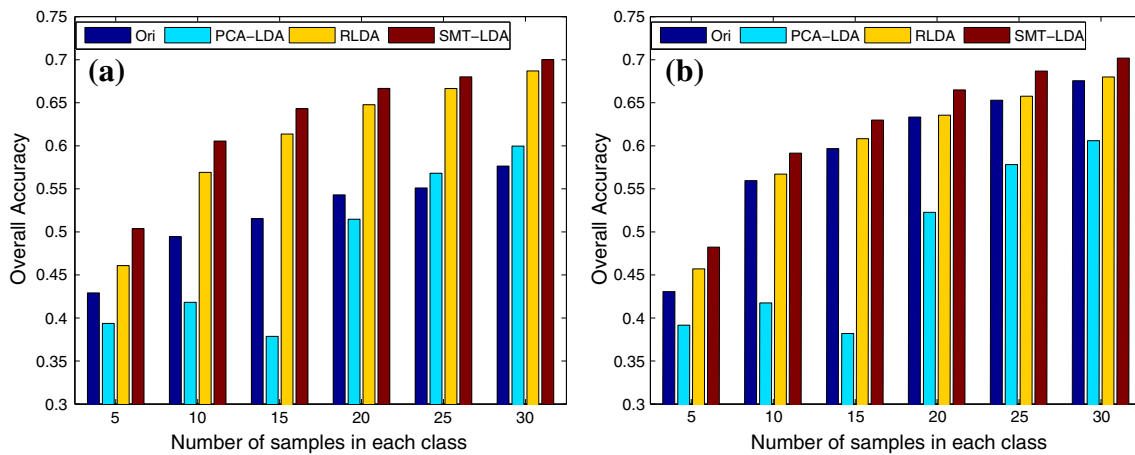 Ori PCA-LDA RLDA SMT-LDA
(a)
0.75
0.7
0.65
0.6
0.55
0.5
0.45
0.4
0.35
0.3
Overall Accuracy
5 10 15 20 25 30
Number of samples in each class
Ori PCA-LDA RLDA SMT-LDA
(b)
0.75
0.7
0.65
0.6
0.55
0.5
0.45
0.4
0.35
0.3
Overall Accuracy
5 10 15 20 25 30
Number of samples in each class